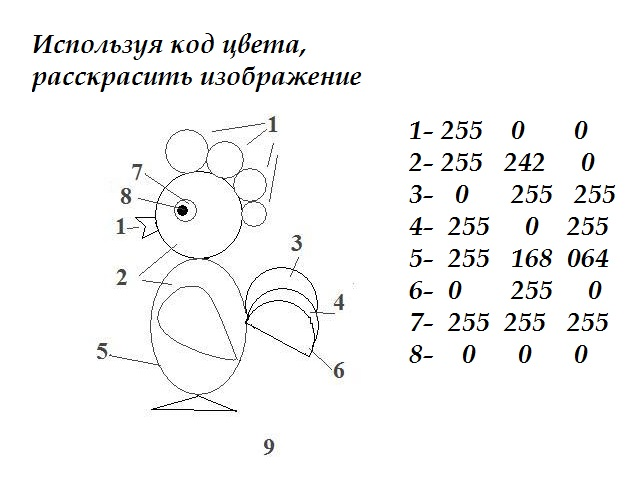 Используя код цвета,
расскрасить изображение
1
7
8
1
3
2
4
5
6
9
1- 255 0 0
2- 255 242 0
3- 0 255 255
4- 255 0 255
5- 255 168 064
6- 0 255 0
7- 255 255 255
8- 0 0 0